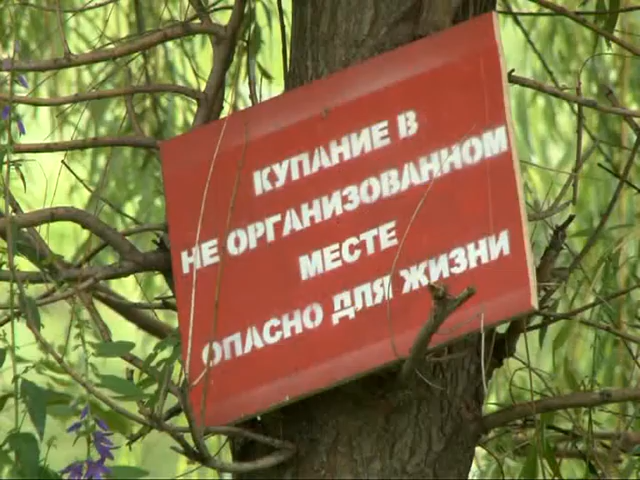 КУПАНИЕ В
НЕ ОРГАНИЗОВАННОМ
МЕСТЕ
ОПАСНО ДЛЯ ЖИЗНИ